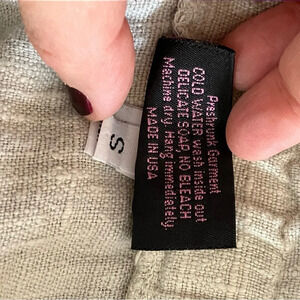 Preshrunk Garment
COLD WATER wash inside out
DELICATE SOAP NO BLEACH
Machine dry. Hang immediately.
MADE IN USA
S